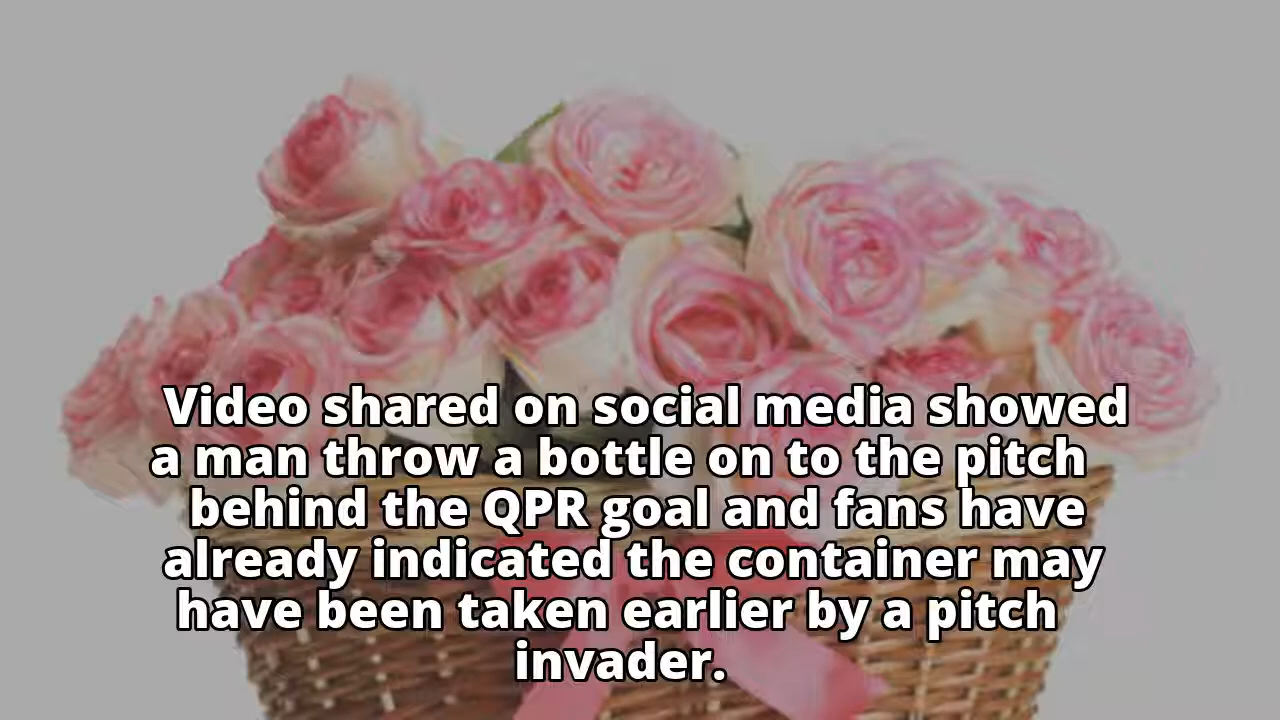 Video shared on social media showed
a man throw a bottle on to the pitch
behind the QPR goal and fans have
already indicated the container may
have been taken earlier by a pitch
invader.